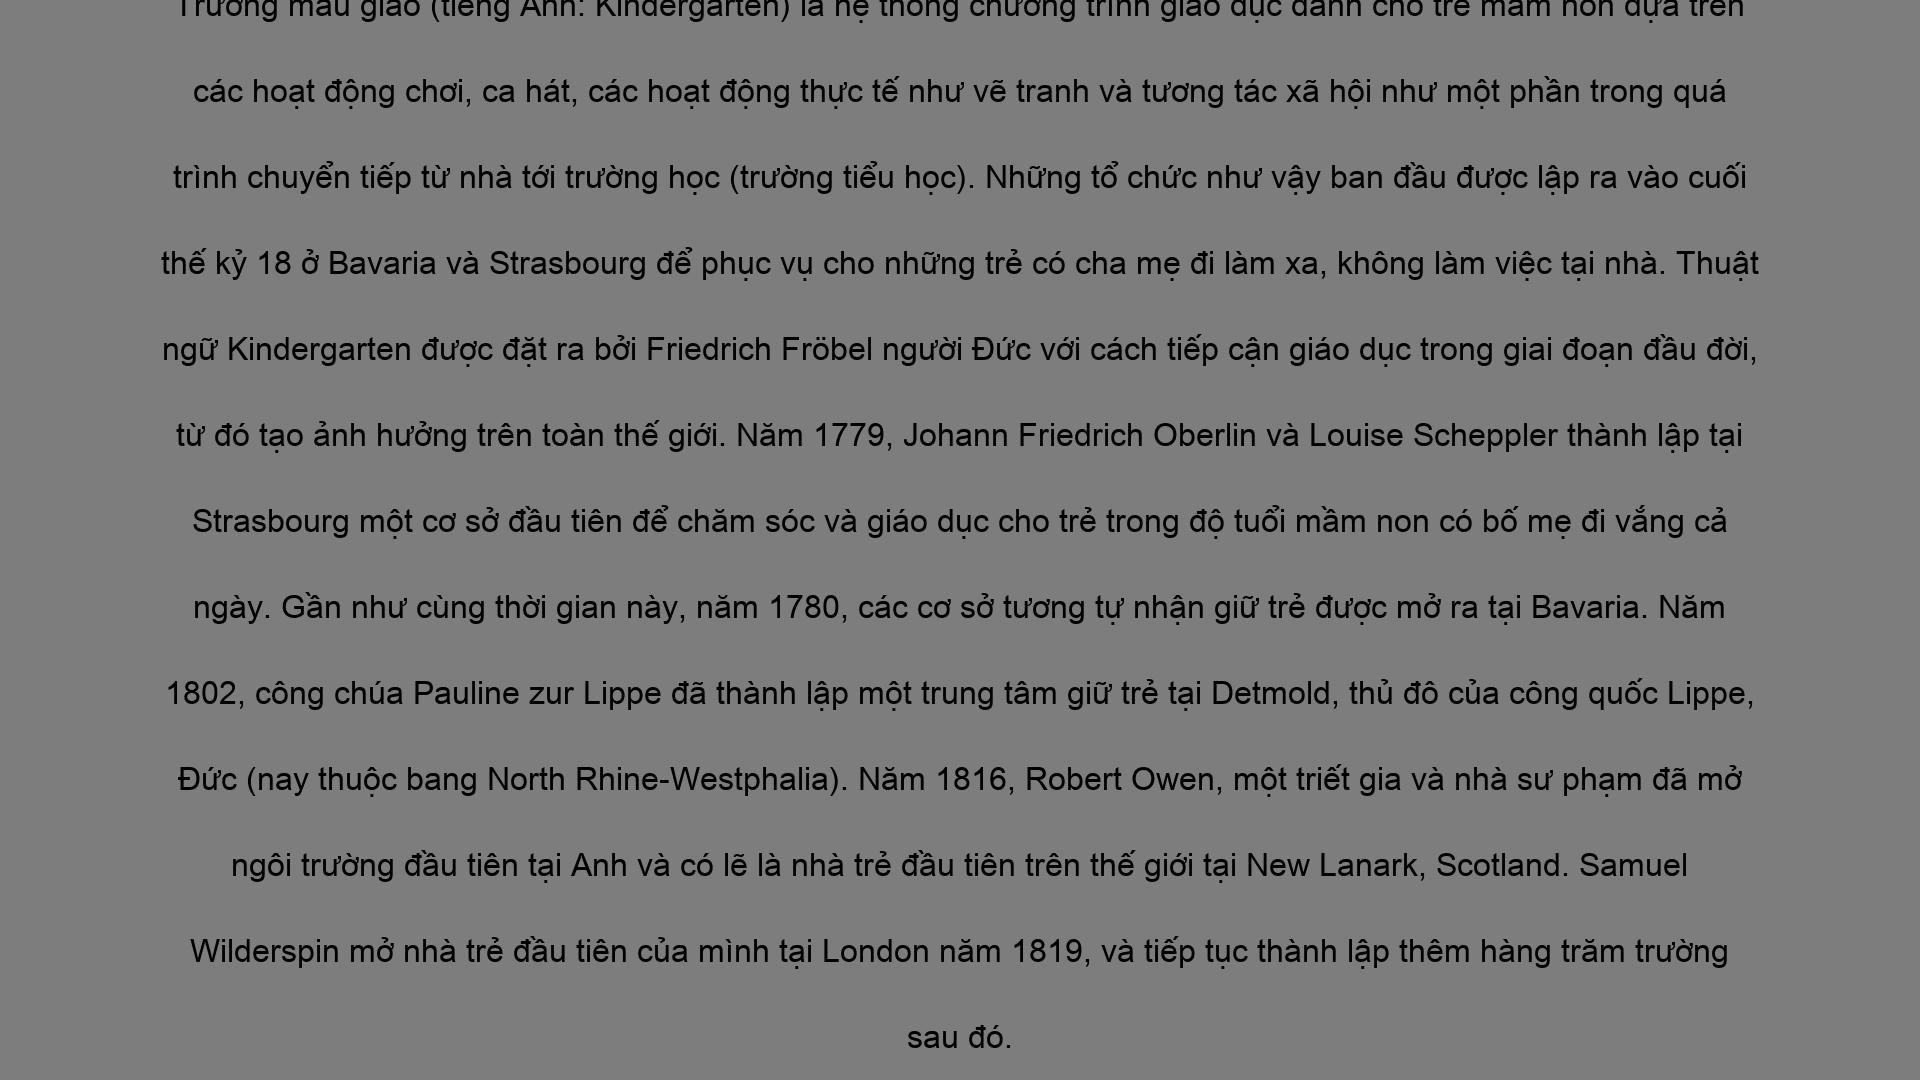 Trường mẫu giáo (tiếng Anh: Kindergarten) là hệ thống chương trình giáo dục dành cho trẻ mầm non dựa trên
các hoạt động chơi, ca hát, các hoạt động thực tế như vẽ tranh và tương tác xã hội như một phần trong quá
trình chuyển tiếp từ nhà tới trường học (trường tiểu học). Những tổ chức như vậy ban đầu được lập ra vào cuối
thế kỷ 18 ở Bavaria và Strasbourg để phục vụ cho những trẻ có cha mẹ đi làm xa, không làm việc tại nhà. Thuật
ngữ Kindergarten được đặt ra bởi Friedrich Fröbel người Đức với cách tiếp cận giáo dục trong giai đoạn đầu đời,
từ đó tạo ảnh hưởng trên toàn thế giới. Năm 1779, Johann Friedrich Oberlin và Louise Scheppler thành lập tại
Strasbourg một cơ sở đầu tiên để chăm sóc và giáo dục cho trẻ trong độ tuổi mầm non có bố mẹ đi vắng cả
ngày. Gần như cùng thời gian này, năm 1780, các cơ sở tương tự nhận giữ trẻ được mở ra tại Bavaria. Năm
1802, công chúa Pauline zur Lippe đã thành lập một trung tâm giữ trẻ tại Detmold, thủ đô của công quốc Lippe,
Đức (nay thuộc bang North Rhine-Westphalia). Năm 1816, Robert Owen, một triết gia và nhà sư phạm đã mở
ngôi trường đầu tiên tại Anh và có lẽ là nhà trẻ đầu tiên trên thế giới tại New Lanark, Scotland. Samuel
Wilderspin mở nhà trẻ đầu tiên của mình tại London năm 1819, và tiếp tục thành lập thêm hàng trăm trường
sau đó.